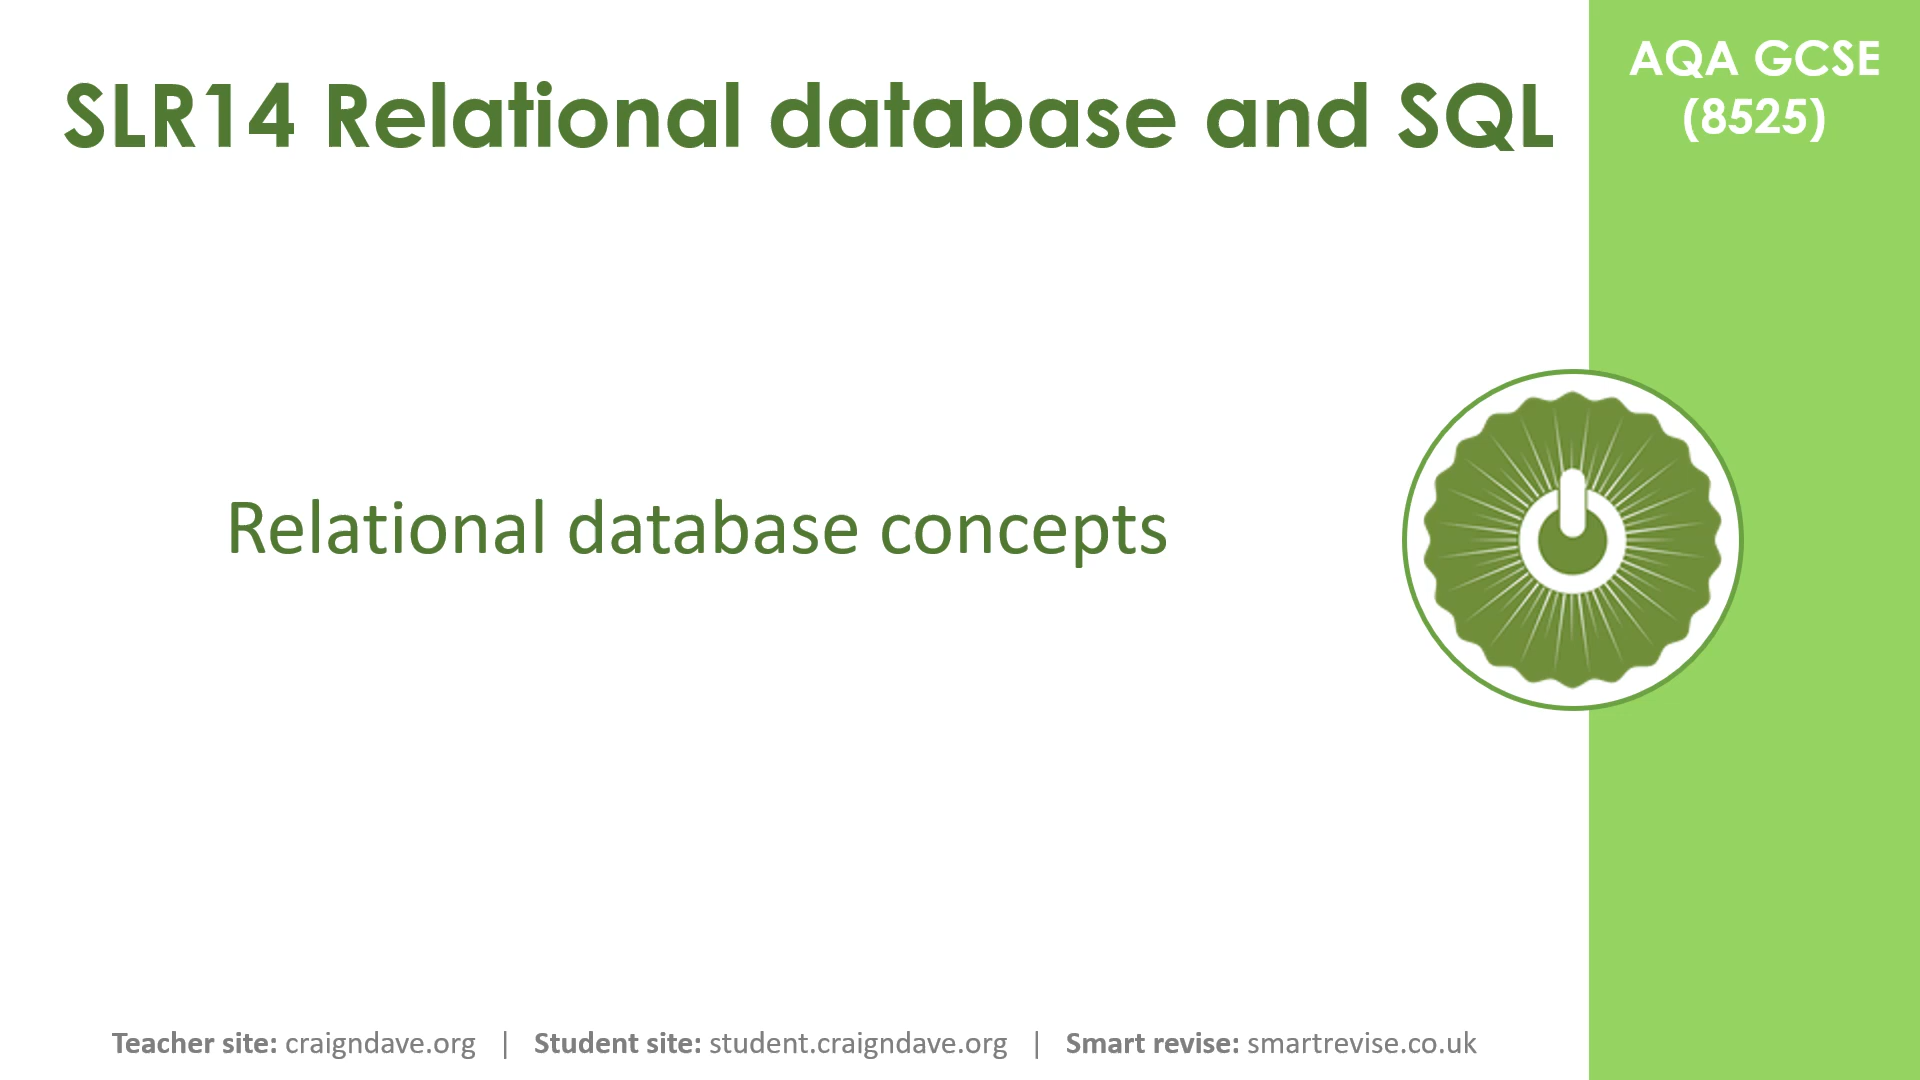 SLR14 Relational database and SQL
AQA GCSE
(8525)
Relational database concepts
Teacher site: craigndave.org | Student site: student.craigndave.org | Smart revise: smartrevise.co.uk